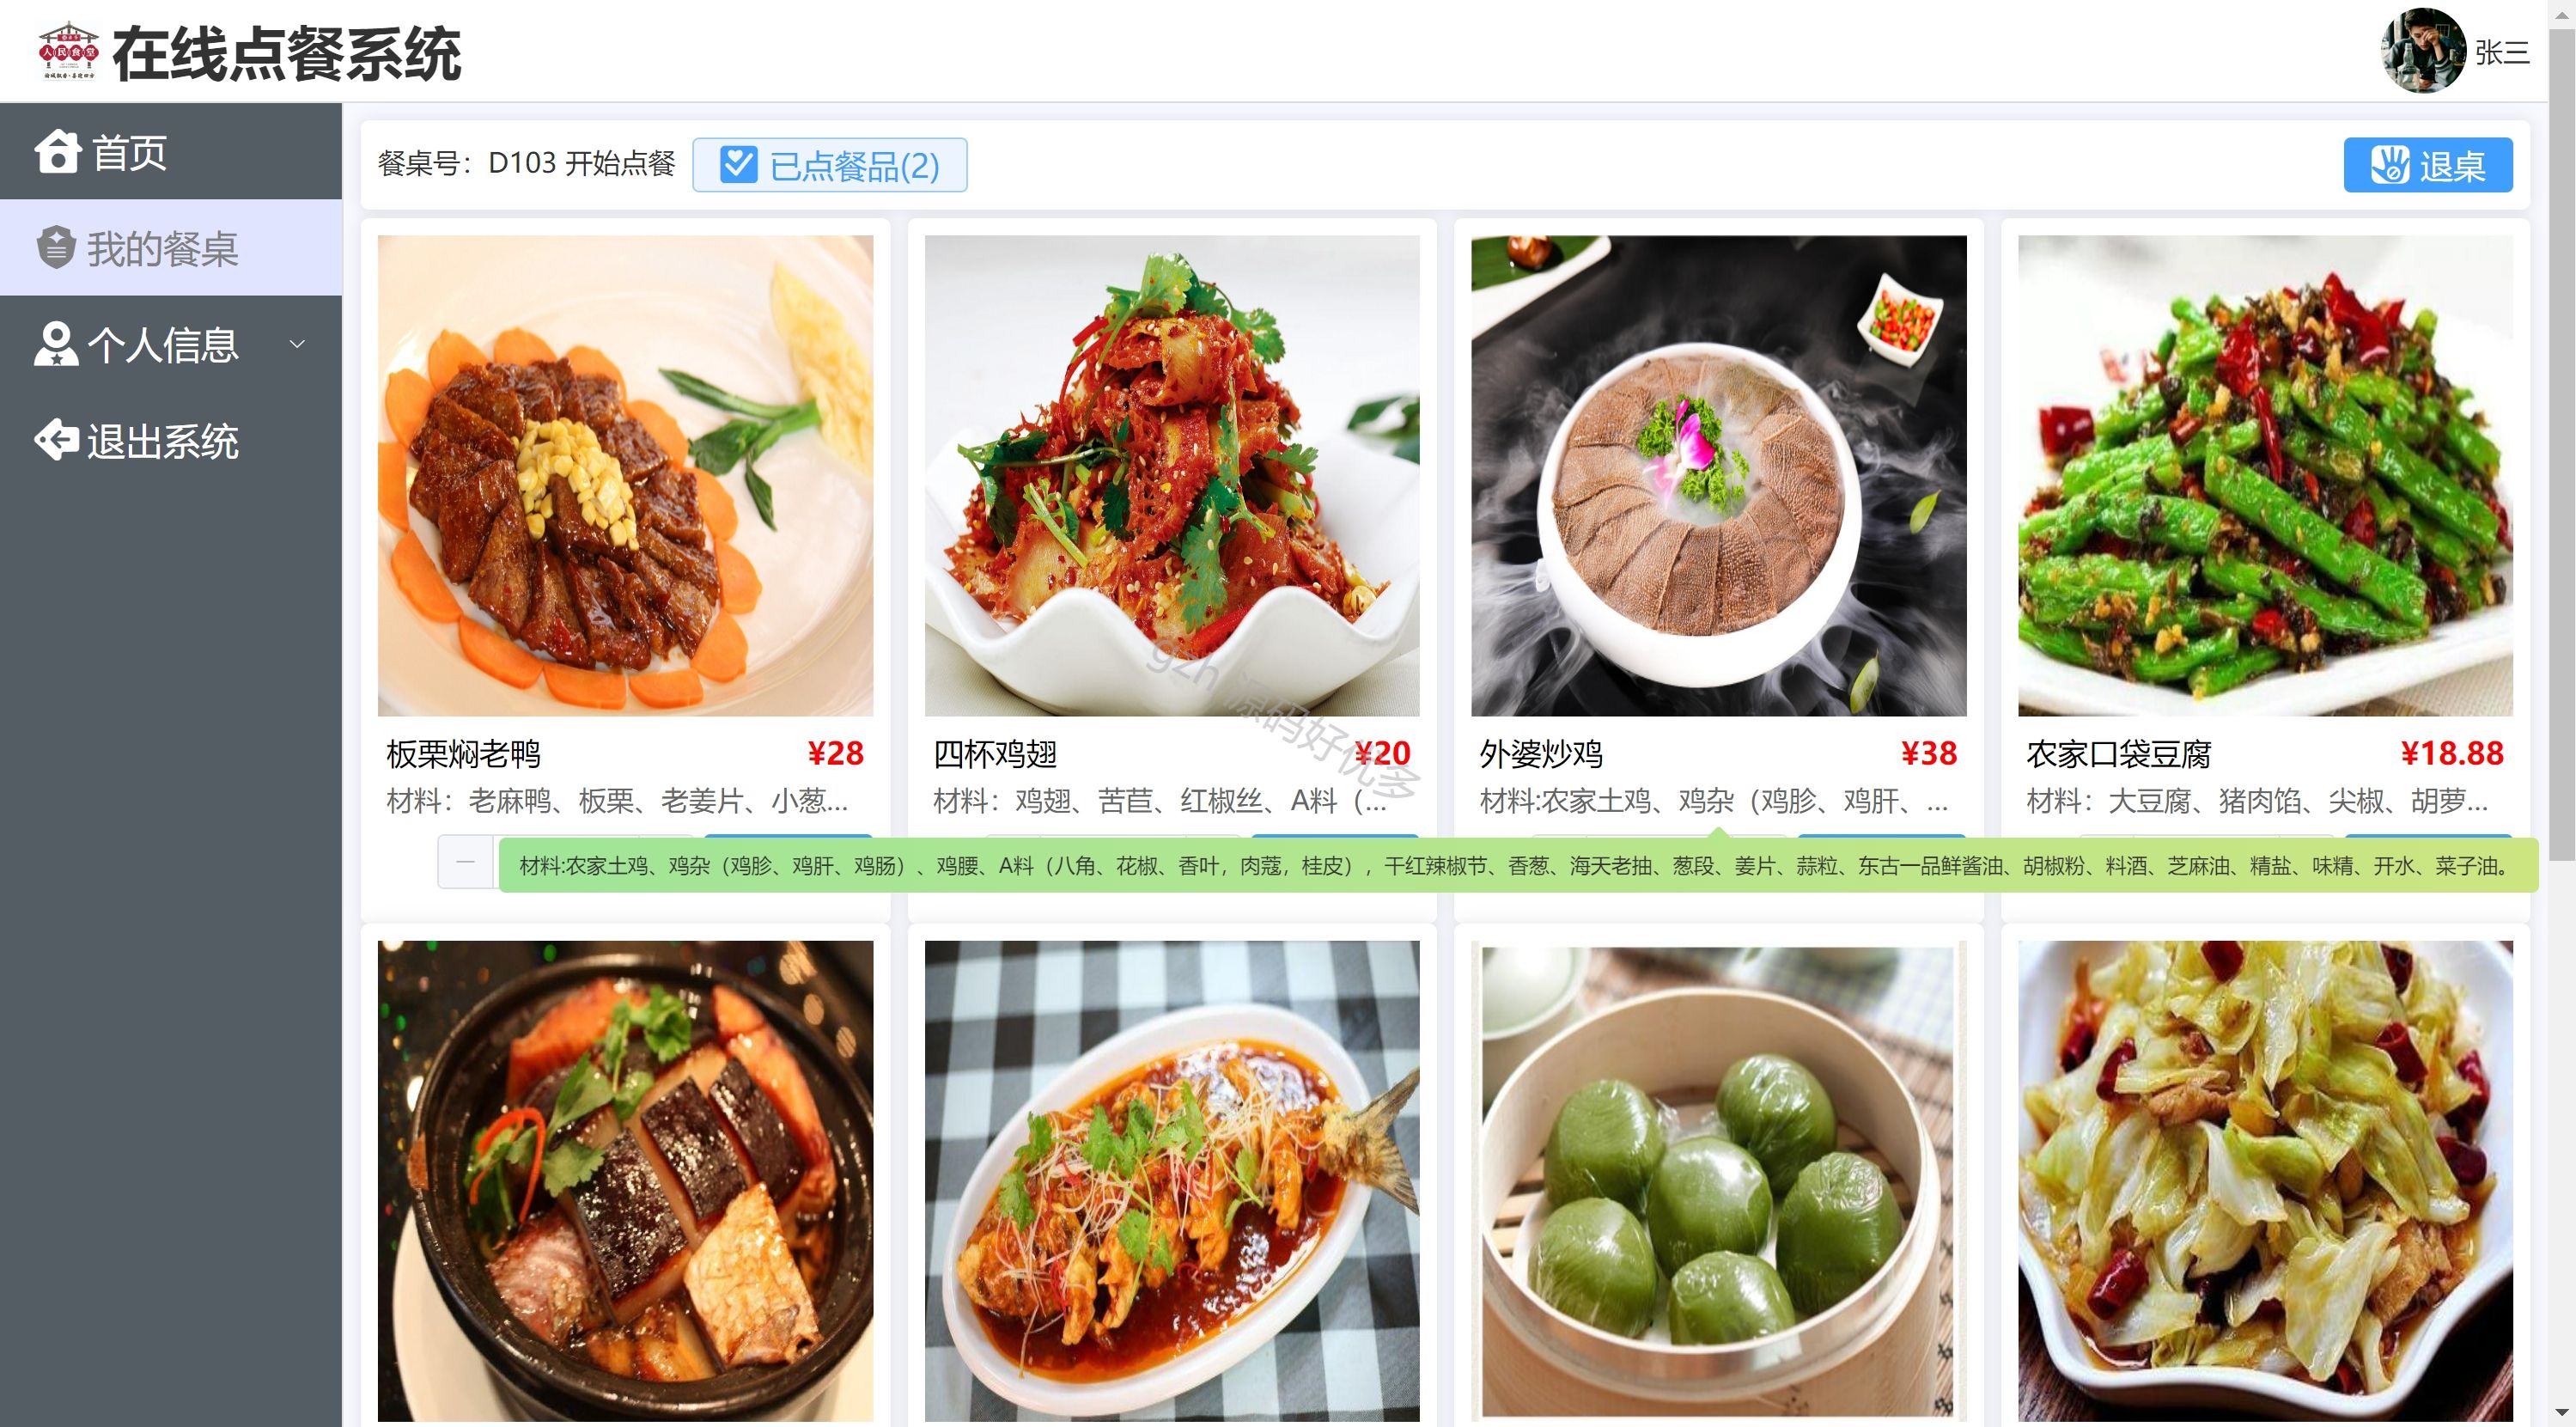 人民食堂
在线点餐系统
张三
首页
我的餐桌
个人信息
退出系统
餐桌号：D103 开始点餐
已点餐品(2)
退桌
板栗焖老鸭
¥28
材料：老麻鸭、板栗、老姜片、小葱...
四杯鸡翅
¥20
材料：鸡翅、苦苣、红椒丝、A料（...
外婆炒鸡
¥38
材料:农家土鸡、鸡杂（鸡胗、鸡肝、...
农家口袋豆腐
¥18.88
材料：大豆腐、猪肉馅、尖椒、胡萝...
gzh 源码好优多
材料:农家土鸡、鸡杂（鸡胗、鸡肝、鸡肠）、鸡腰、A料（八角、花椒、香叶，肉蔻，桂皮），干红辣椒节、香葱、海天老抽、葱段、姜片、蒜粒、东古一品鲜酱油、胡椒粉、料酒、芝麻油、精盐、味精、开水、菜子油。